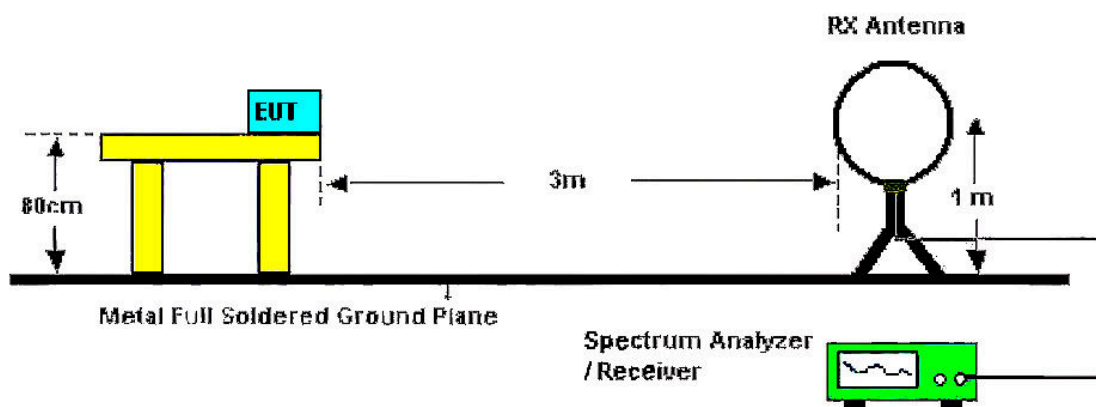 RX Antenna
EUT
80cm
3m
1 m
Metal Full Soldered Ground Plane
Spectrum Analyzer
/ Receiver